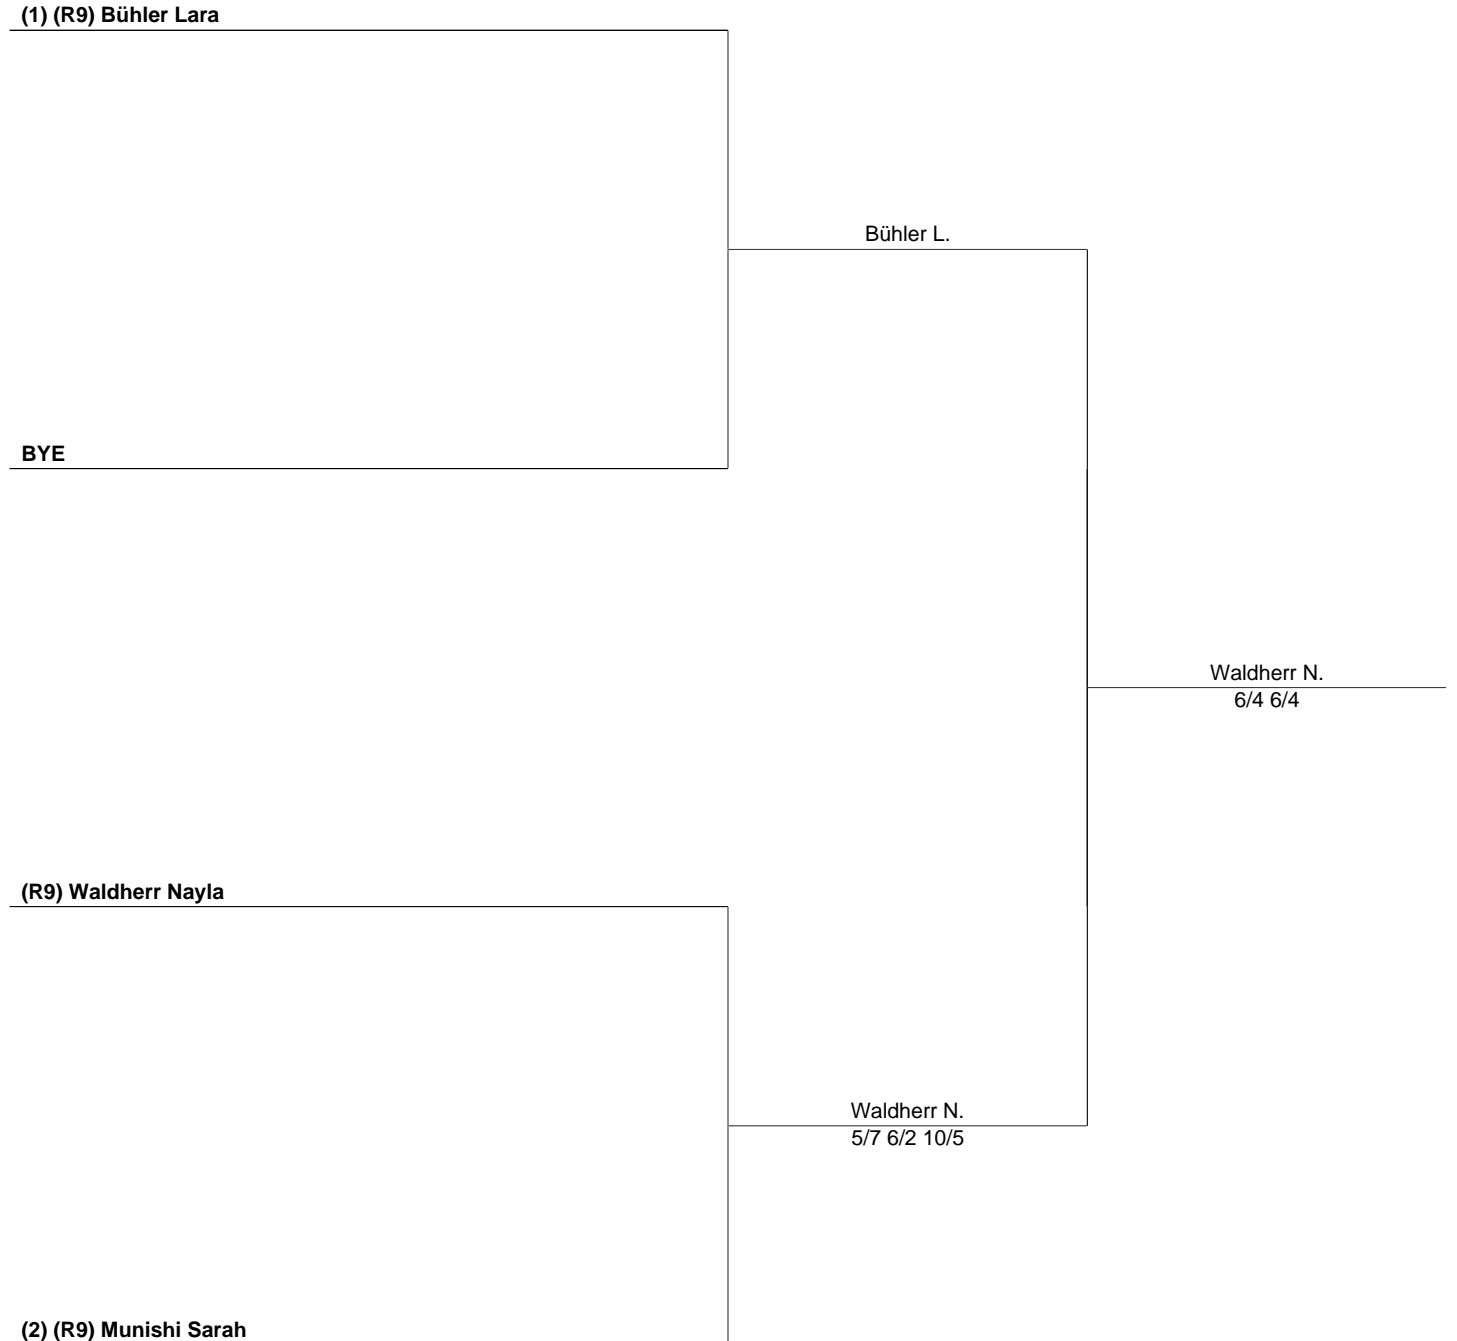 (1) (R9) Bühler Lara
Bühler L.
BYE
Waldherr N.
6/4 6/4
(R9) Waldherr Nayla
Waldherr N.
5/7 6/2 10/5
(2) (R9) Munishi Sarah